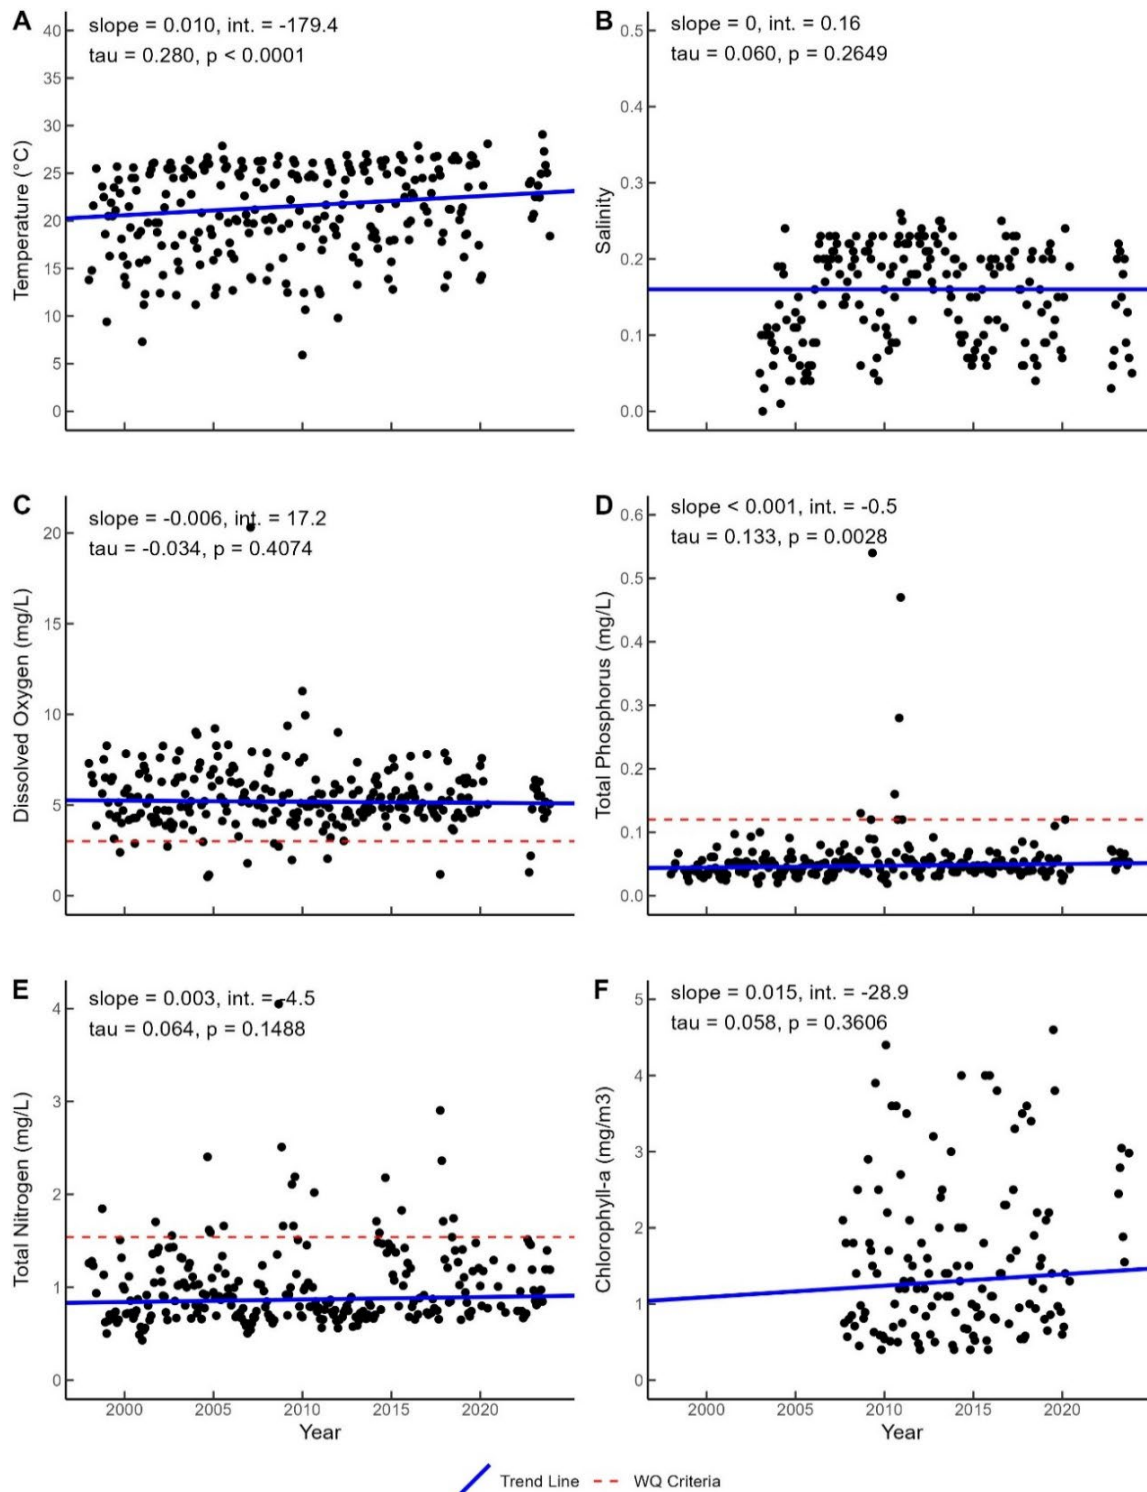 A
slope = 0.010, int. = -179.4
tau = 0.280, p < 0.0001
40
35
30
25
20
15
10
5
0
Temperature (°C)
B
slope = 0, int. = 0.16
tau = 0.060, p = 0.2649
0.5
0.4
0.3
0.2
0.1
0.0
Salinity
C
slope = -0.006, int. = 17.2
tau = -0.034, p = 0.4074
20
15
10
5
0
Dissolved Oxygen (mg/L)
D
slope < 0.001, int. = -0.5
tau = 0.133, p = 0.0028
0.6
0.5
0.4
0.3
0.2
0.1
0.0
Total Phosphorus (mg/L)
E
slope = 0.003, int. = -4.5
tau = 0.064, p = 0.1488
4
3
2
1
0
Total Nitrogen (mg/L)
2000 2005 2010 2015 2020
Year
F
slope = 0.015, int. = -28.9
tau = 0.058, p = 0.3606
5
4
3
2
1
0
Chlorophyll-a (mg/m3)
2000 2005 2010 2015 2020
Year
Trend Line WQ Criteria